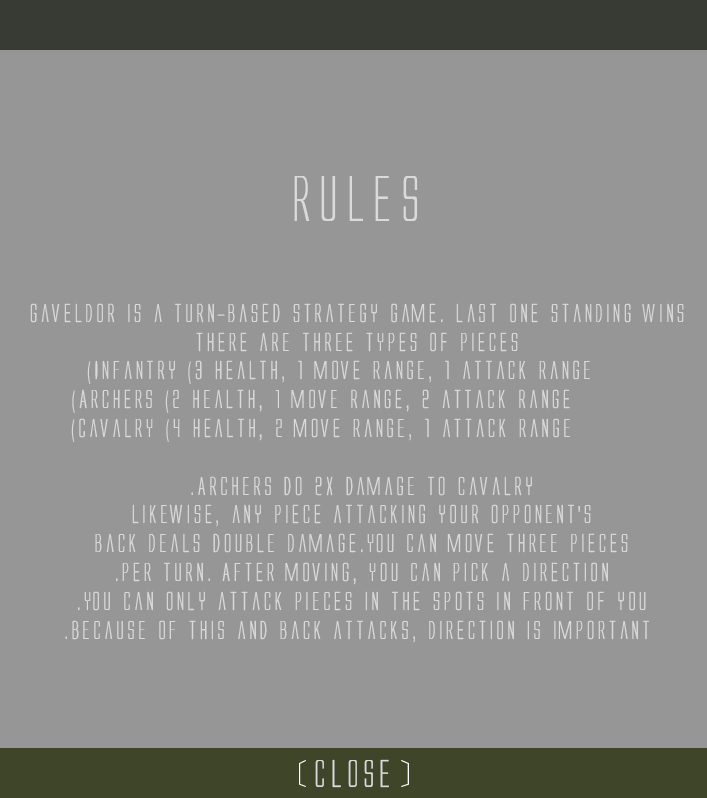 RULES
GAVELDOR IS A TURN-BASED STRATEGY GAME. LAST ONE STANDING WINS
THERE ARE THREE TYPES OF PIECES
(INFANTRY (3 HEALTH, 1 MOVE RANGE, 1 ATTACK RANGE
(ARCHERS (2 HEALTH, 1 MOVE RANGE, 2 ATTACK RANGE
(CAVALRY (4 HEALTH, 2 MOVE RANGE, 1 ATTACK RANGE
.ARCHERS DO 2X DAMAGE TO CAVALRY
LIKEWISE, ANY PIECE ATTACKING YOUR OPPONENT'S
BACK DEALS DOUBLE DAMAGE.YOU CAN MOVE THREE PIECES
.PER TURN. AFTER MOVING, YOU CAN PICK A DIRECTION
.YOU CAN ONLY ATTACK PIECES IN THE SPOTS IN FRONT OF YOU
.BECAUSE OF THIS AND BACK ATTACKS, DIRECTION IS IMPORTANT
(CLOSE)